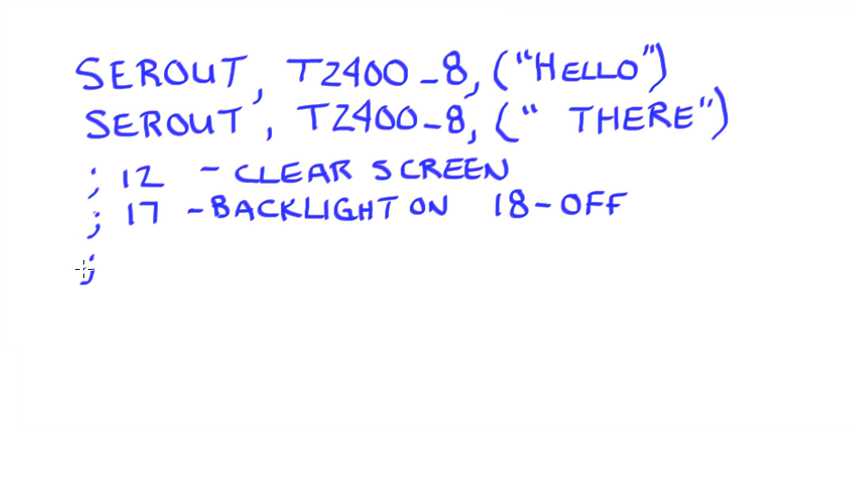 SEROUT, T2400_8, ("HELLO")
SEROUT, T2400_8, (" THERE")
; 12 - CLEAR SCREEN
; 17 - BACKLIGHT ON 18-OFF
;